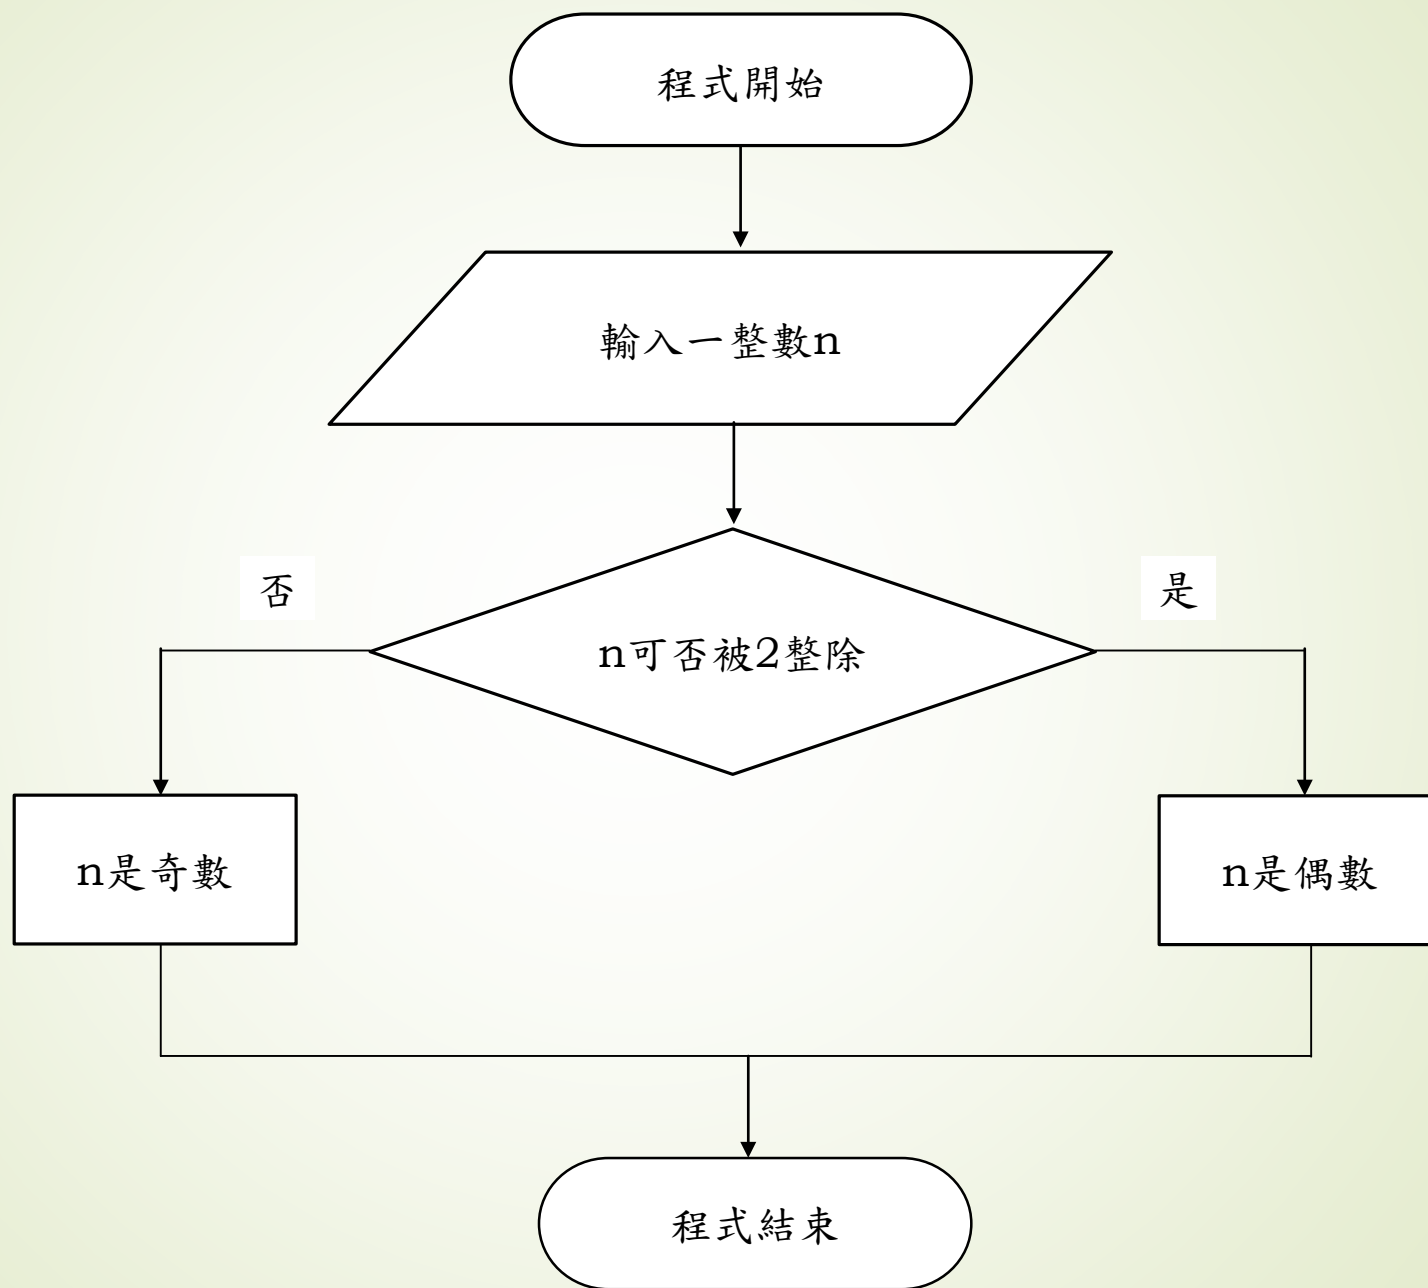 程式開始
輸入一整數n
否
是
n可否被2整除
n是奇數
n是偶數
程式結束